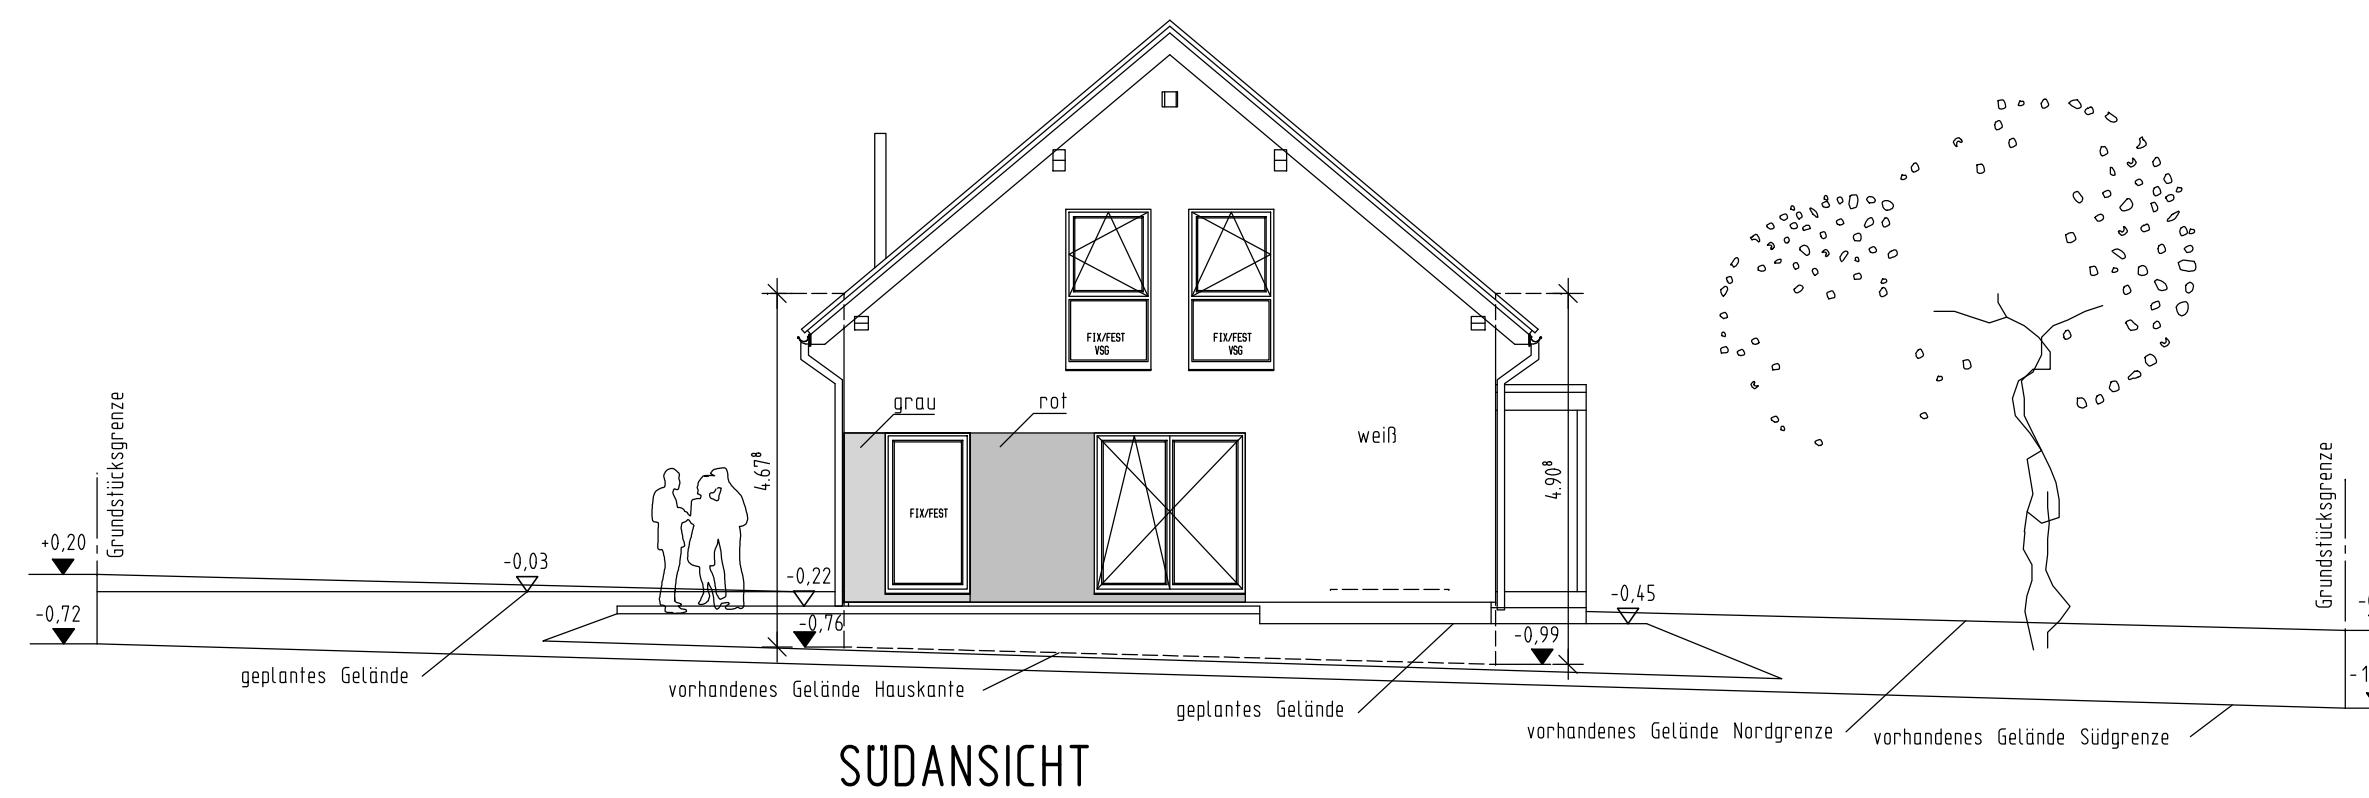 FIX/FEST
VSG
FIX/FEST
VSG
grau
rot
weiß
4.67⁸
4.90⁸
Grundstücksgrenze
Grundstücksgrenze
FIX/FEST
+0,20
-0,03
-0,22
-0,45
-0,72
-0,76
-0,99
geplantes Gelände
vorhandenes Gelände Hauskante
geplantes Gelände
vorhandenes Gelände Nordgrenze
vorhandenes Gelände Südgrenze
SÜDANSICHT